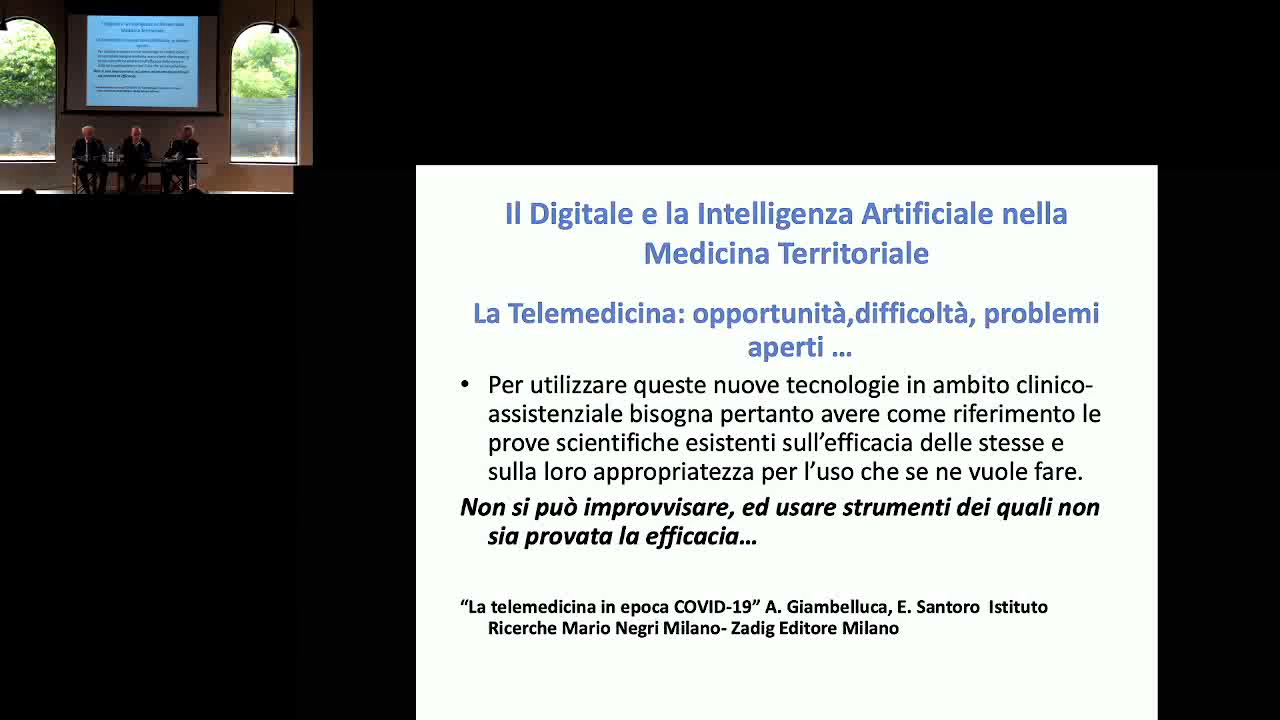 Il Digitale e la Intelligenza Artificiale nella
Medicina Territoriale
La Telemedicina: opportunità,difficoltà, problemi
aperti …
• Per utilizzare queste nuove tecnologie in ambito clinico-
assistenziale bisogna pertanto avere come riferimento le
prove scientifiche esistenti sull’efficacia delle stesse e
sulla loro appropriatezza per l’uso che se ne vuole fare.
Non si può improvvisare, ed usare strumenti dei quali non
sia provata la efficacia…
“La telemedicina in epoca COVID-19” A. Giambelluca, E. Santoro Istituto
Ricerche Mario Negri Milano- Zadig Editore Milano